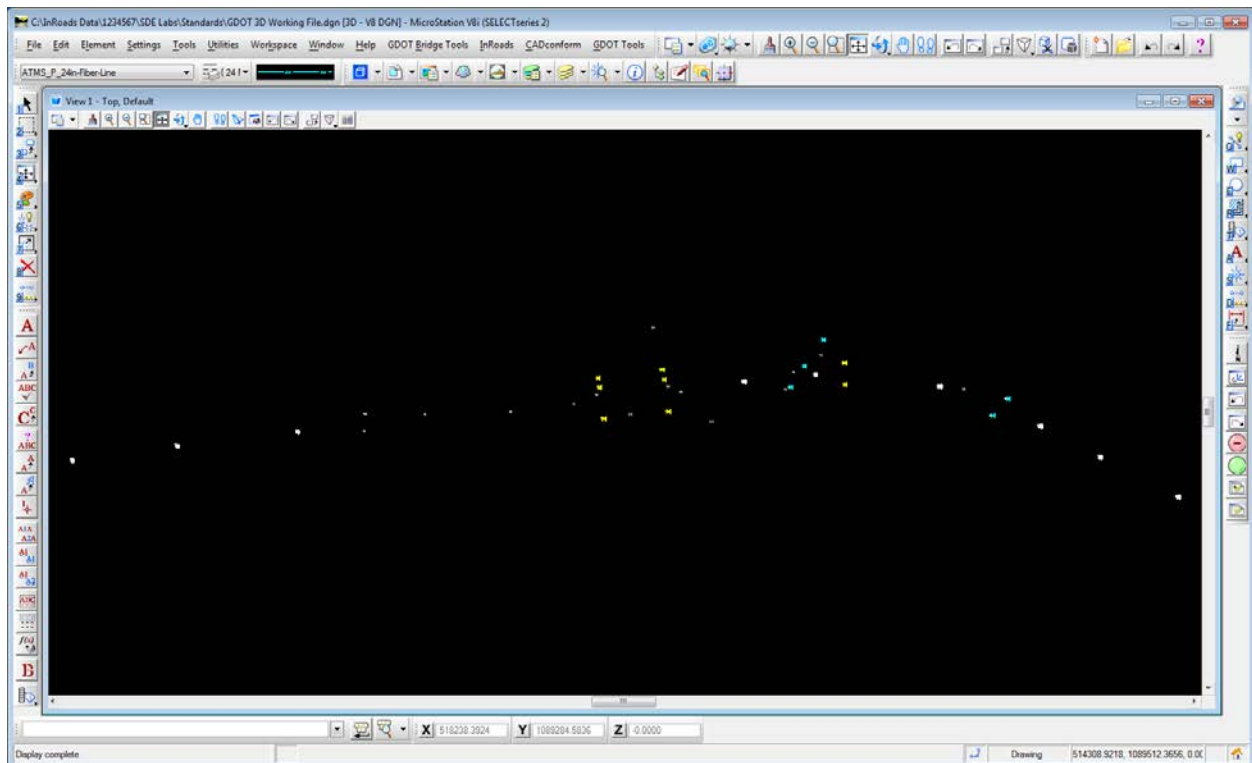 C:\InRoads Data\1234567\SDE Labs\Standards\GDOT 3D Working File.dgn [3D - V8 DGN] - MicroStation V8i (SELECTseries 2)
File Edit Element Settings Tools Utilities Workspace Window Help GDOT Bridge Tools InRoads CADconform GDOT Tools
ATMS_P_24in-Fiber-Line
View 1 - Top, Default
X 518238.3924 Y 1089284.5836 Z -0.0000
Display complete Drawing 514308.9218, 1089512.3656, 0.0(